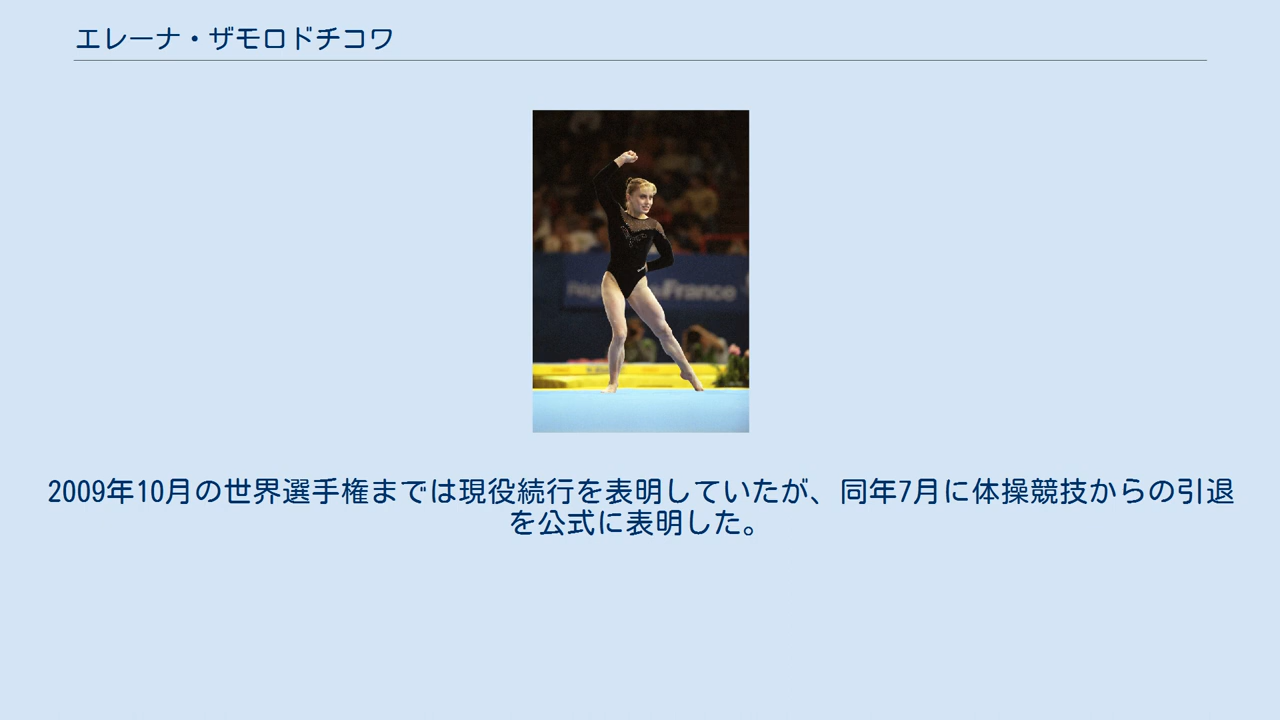 エレーナ・ザモロドチコワ
France
2009年10月の世界選手権までは現役続行を表明していたが、同年7月に体操競技からの引退
を公式に表明した。